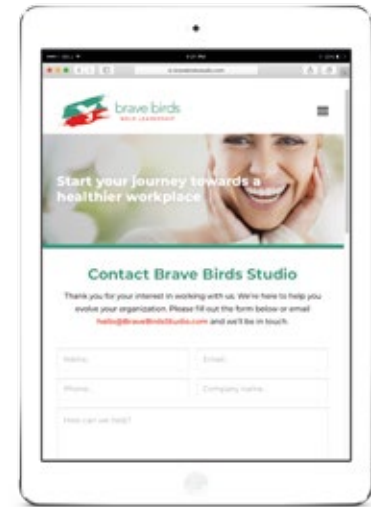 brave birds
BOLD LEADERSHIP
Start your journey towards a
healthier workplace
Contact Brave Birds Studio
Thank you for your interest in working with us. We're here to help you
evolve your organization. Please fill out the form below or email
hello@BraveBirdsStudio.com and we'll be in touch.
Name..
Email..
Phone..
Company name..
How can we help?